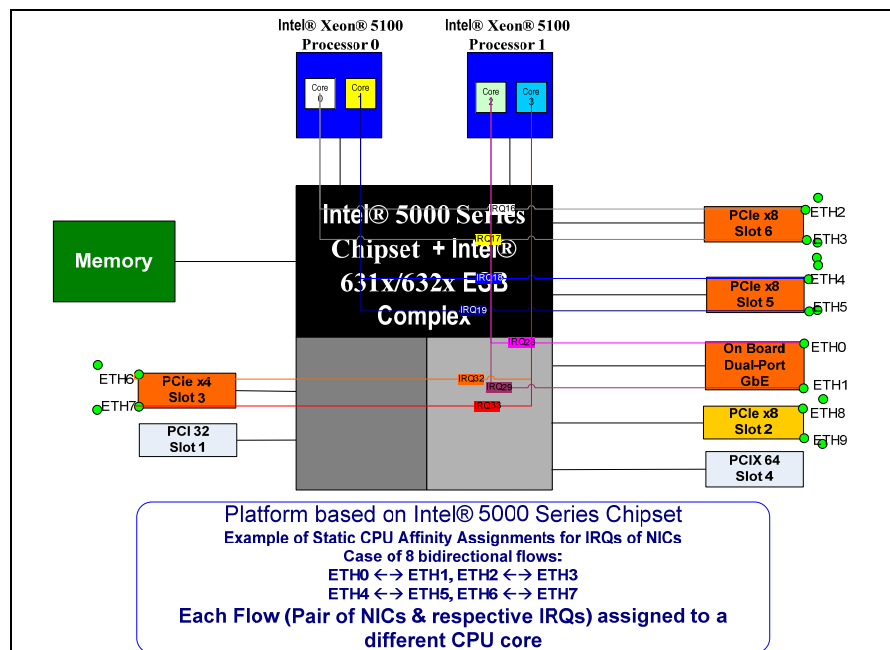 Intel® Xeon® 5100
Processor 0
Intel® Xeon® 5100
Processor 1
Core
0
Core
1
Core
2
Core
3
Intel® 5000 Series
Chipset + Intel®
631x/632x ESB
Complex
IRQ16
IRQ17
IRQ18
IRQ19
Memory
PCIe x8
Slot 6
ETH2
ETH3
PCIe x8
Slot 5
ETH4
ETH5
IRQ32
IRQ29
IRQ33
On Board
Dual-Port
GbE
ETH0
ETH1
ETH6
ETH7
PCIe x4
Slot 3
PCI 32
Slot 1
PCIe x8
Slot 2
ETH8
ETH9
PCIX 64
Slot 4
Platform based on Intel® 5000 Series Chipset
Example of Static CPU Affinity Assignments for IRQs of NICs
Case of 8 bidirectional flows:
ETH0 ←→ ETH1, ETH2 ←→ ETH3
ETH4 ←→ ETH5, ETH6 ←→ ETH7
Each Flow (Pair of NICs & respective IRQs) assigned to a
different CPU core